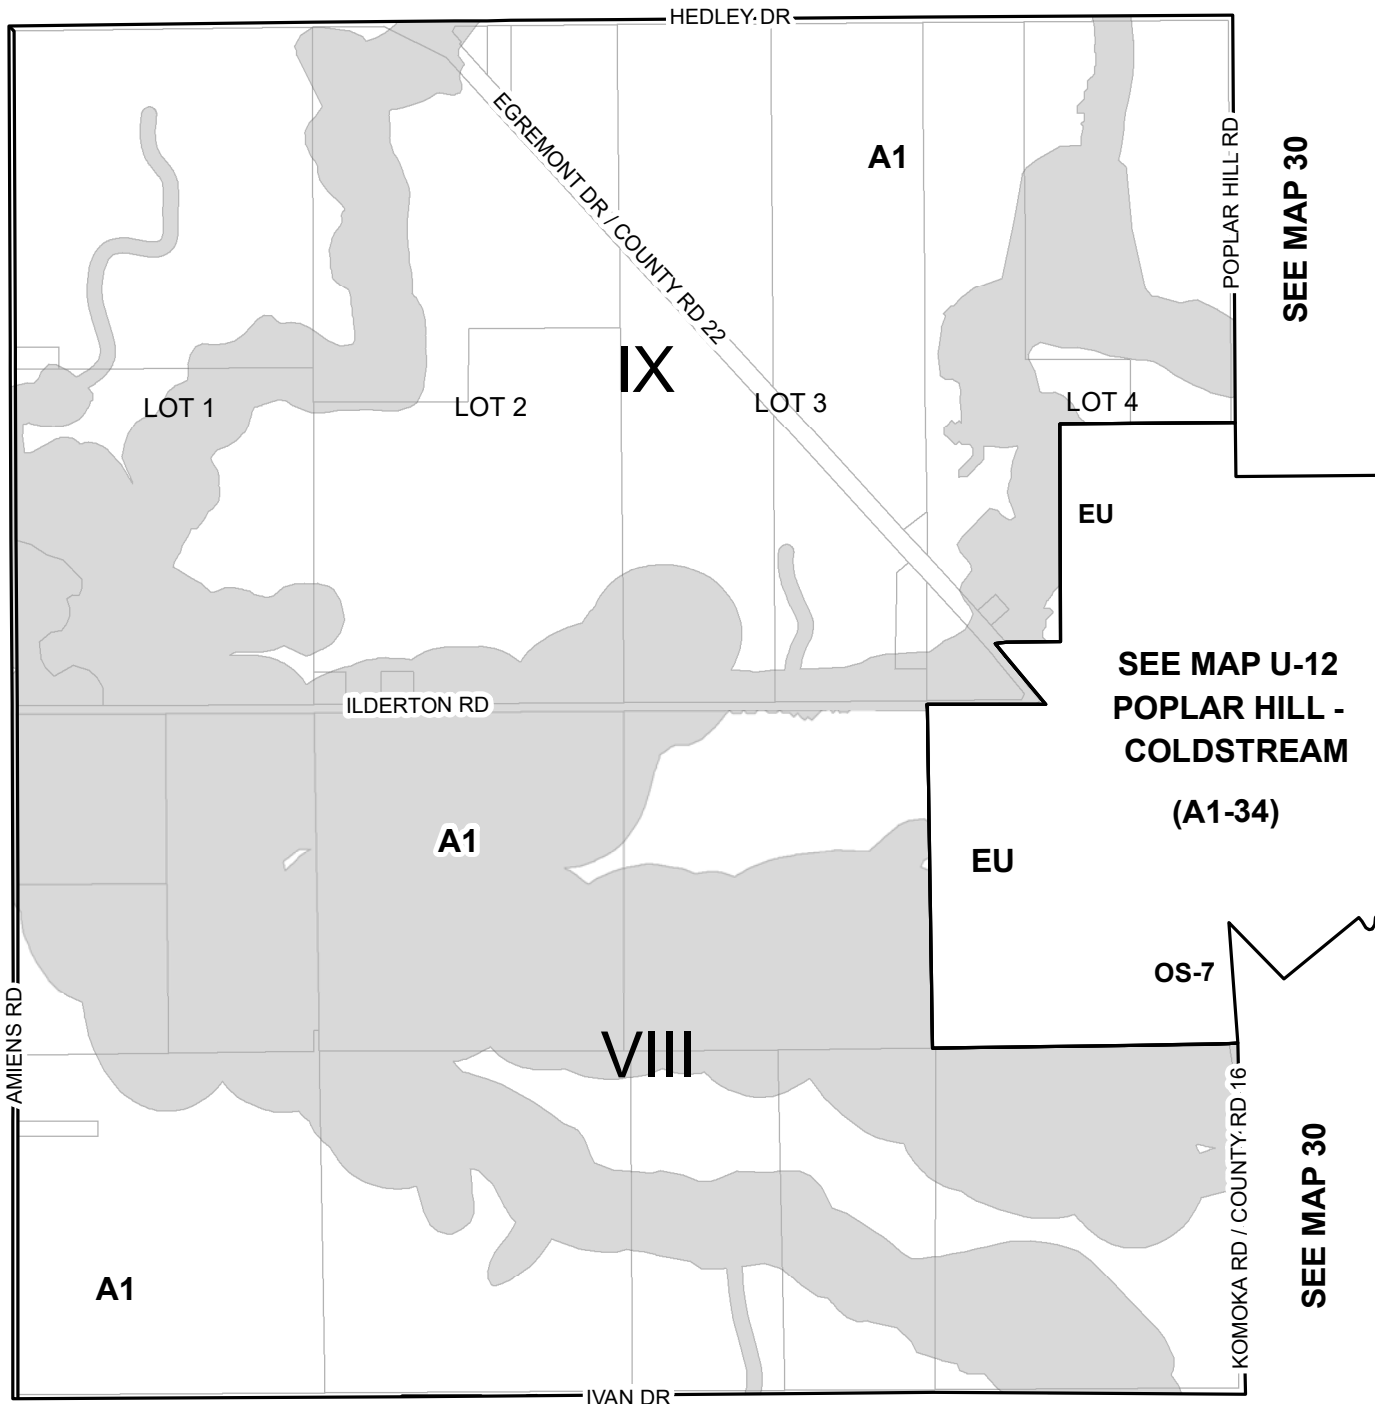 HEDLEY DR
EGREMONT DR / COUNTY RD 22
A1
POPLAR HILL RD
SEE MAP 30
IX
LOT 1
LOT 2
LOT 3
LOT 4
EU
SEE MAP U-12
POPLAR HILL -
COLDSTREAM
(A1-34)
ILDERTON RD
A1
EU
OS-7
AMIENS RD
VIII
KOMOKA RD / COUNTY RD 16
SEE MAP 30
A1
IVAN DR